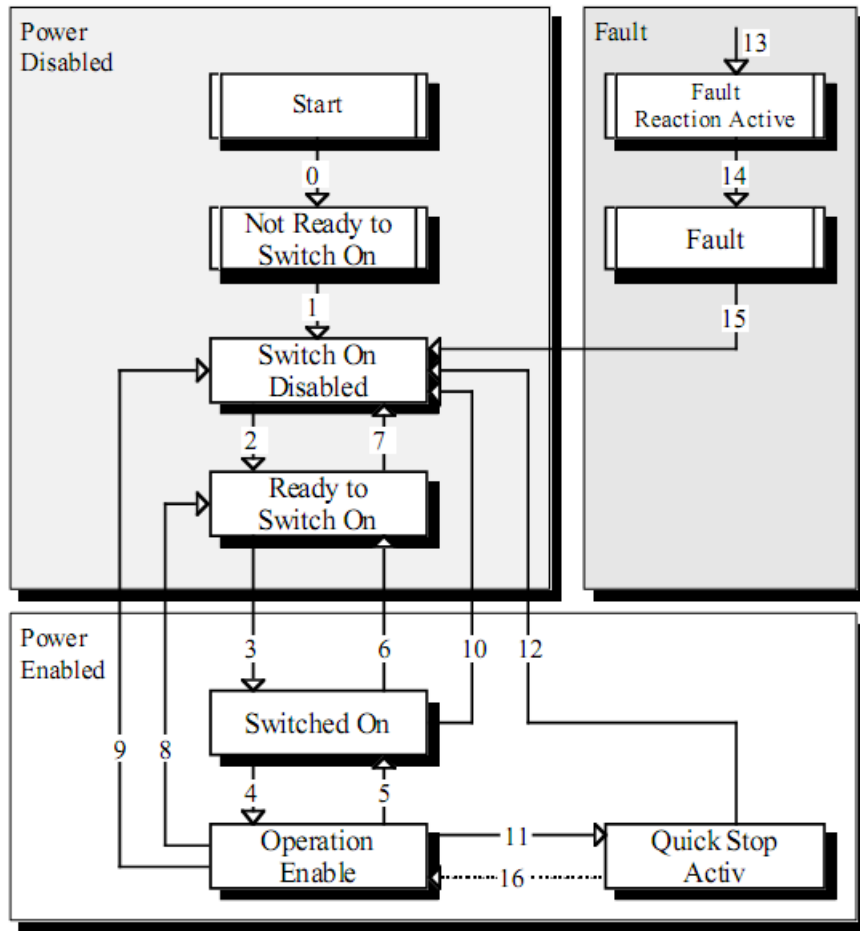 Power
Disabled
Start
0
Not Ready to
Switch On
1
Switch On
Disabled
2
7
Ready to
Switch On
Fault
13
Fault
Reaction Active
14
Fault
15
Power
Enabled
3
6
10
12
Switched On
9
8
4
5
Operation
Enable
11
16
Quick Stop
Activ